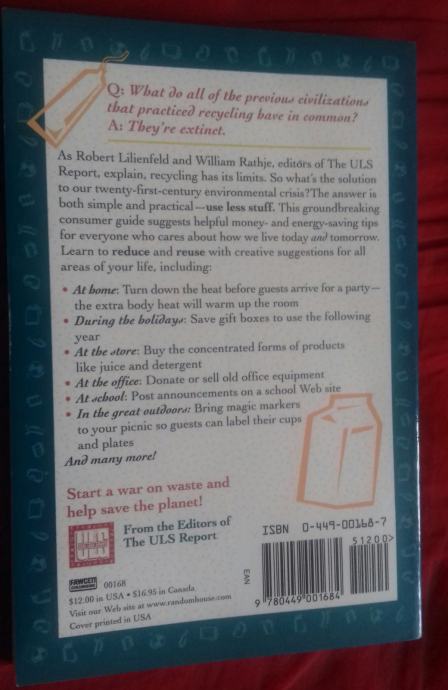 Q: What do all of the previous civilizations
that practiced recycling have in common?
A: They're extinct.
As Robert Lilienfeld and William Rathje, editors of The ULS
Report, explain, recycling has its limits. So what's the solution
to our twenty-first-century environmental crisis? The answer is
both simple and practical—use less stuff. This groundbreaking
consumer guide suggests helpful money- and energy-saving tips
for everyone who cares about how we live today and tomorrow.
Learn to reduce and reuse with creative suggestions for all
areas of your life, including:
• At home: Turn down the heat before guests arrive for a party—
the extra body heat will warm up the room
• During the holidays: Save gift boxes to use the following
year
• At the store: Buy the concentrated forms of products
like juice and detergent
• At the office: Donate or sell old office equipment
• At school: Post announcements on a school Web site
• In the great outdoors: Bring magic markers
to your picnic so guests can label their cups
and plates
And many more!
Start a war on waste and
help save the planet!
From the Editors of
The ULS Report
ISBN 0-449-00168-7
51200>
EAN
9 780449 001684
FAWCETT
00168
$12.00 in USA • $16.95 in Canada
Visit our Web site at www.randomhouse.com
Cover printed in USA